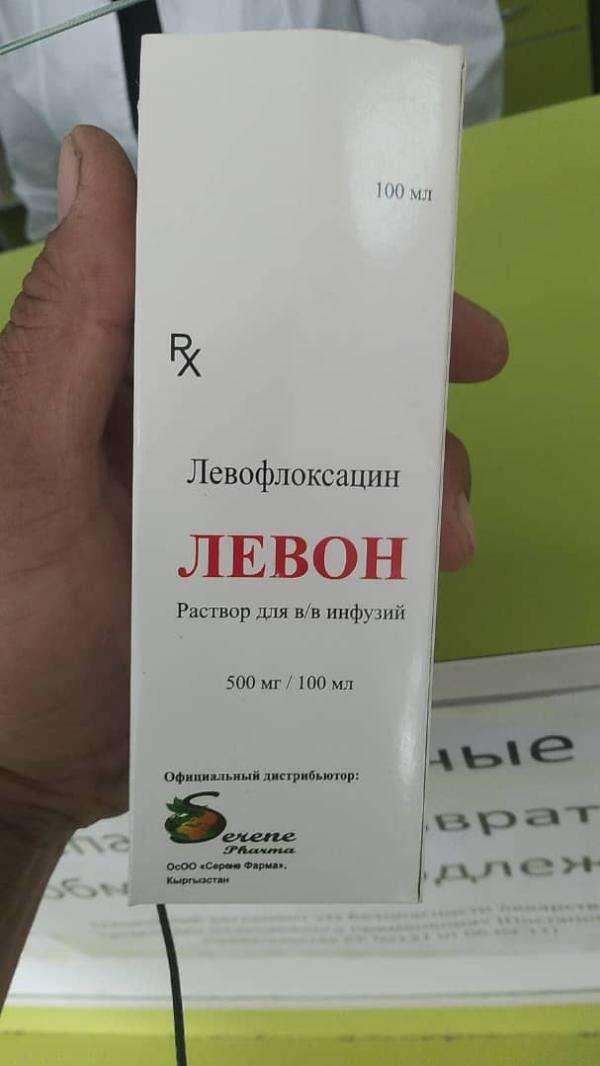 100 мл
Rx
Левофлоксацин
ЛЕВОН
Раствор для в/в инфузий
500 мг / 100 мл
Официальный дистрибьютор:
Serene
Pharma
ОсОО «Серене Фарма»,
Кыргызстан
ные
врат
обм
длеж